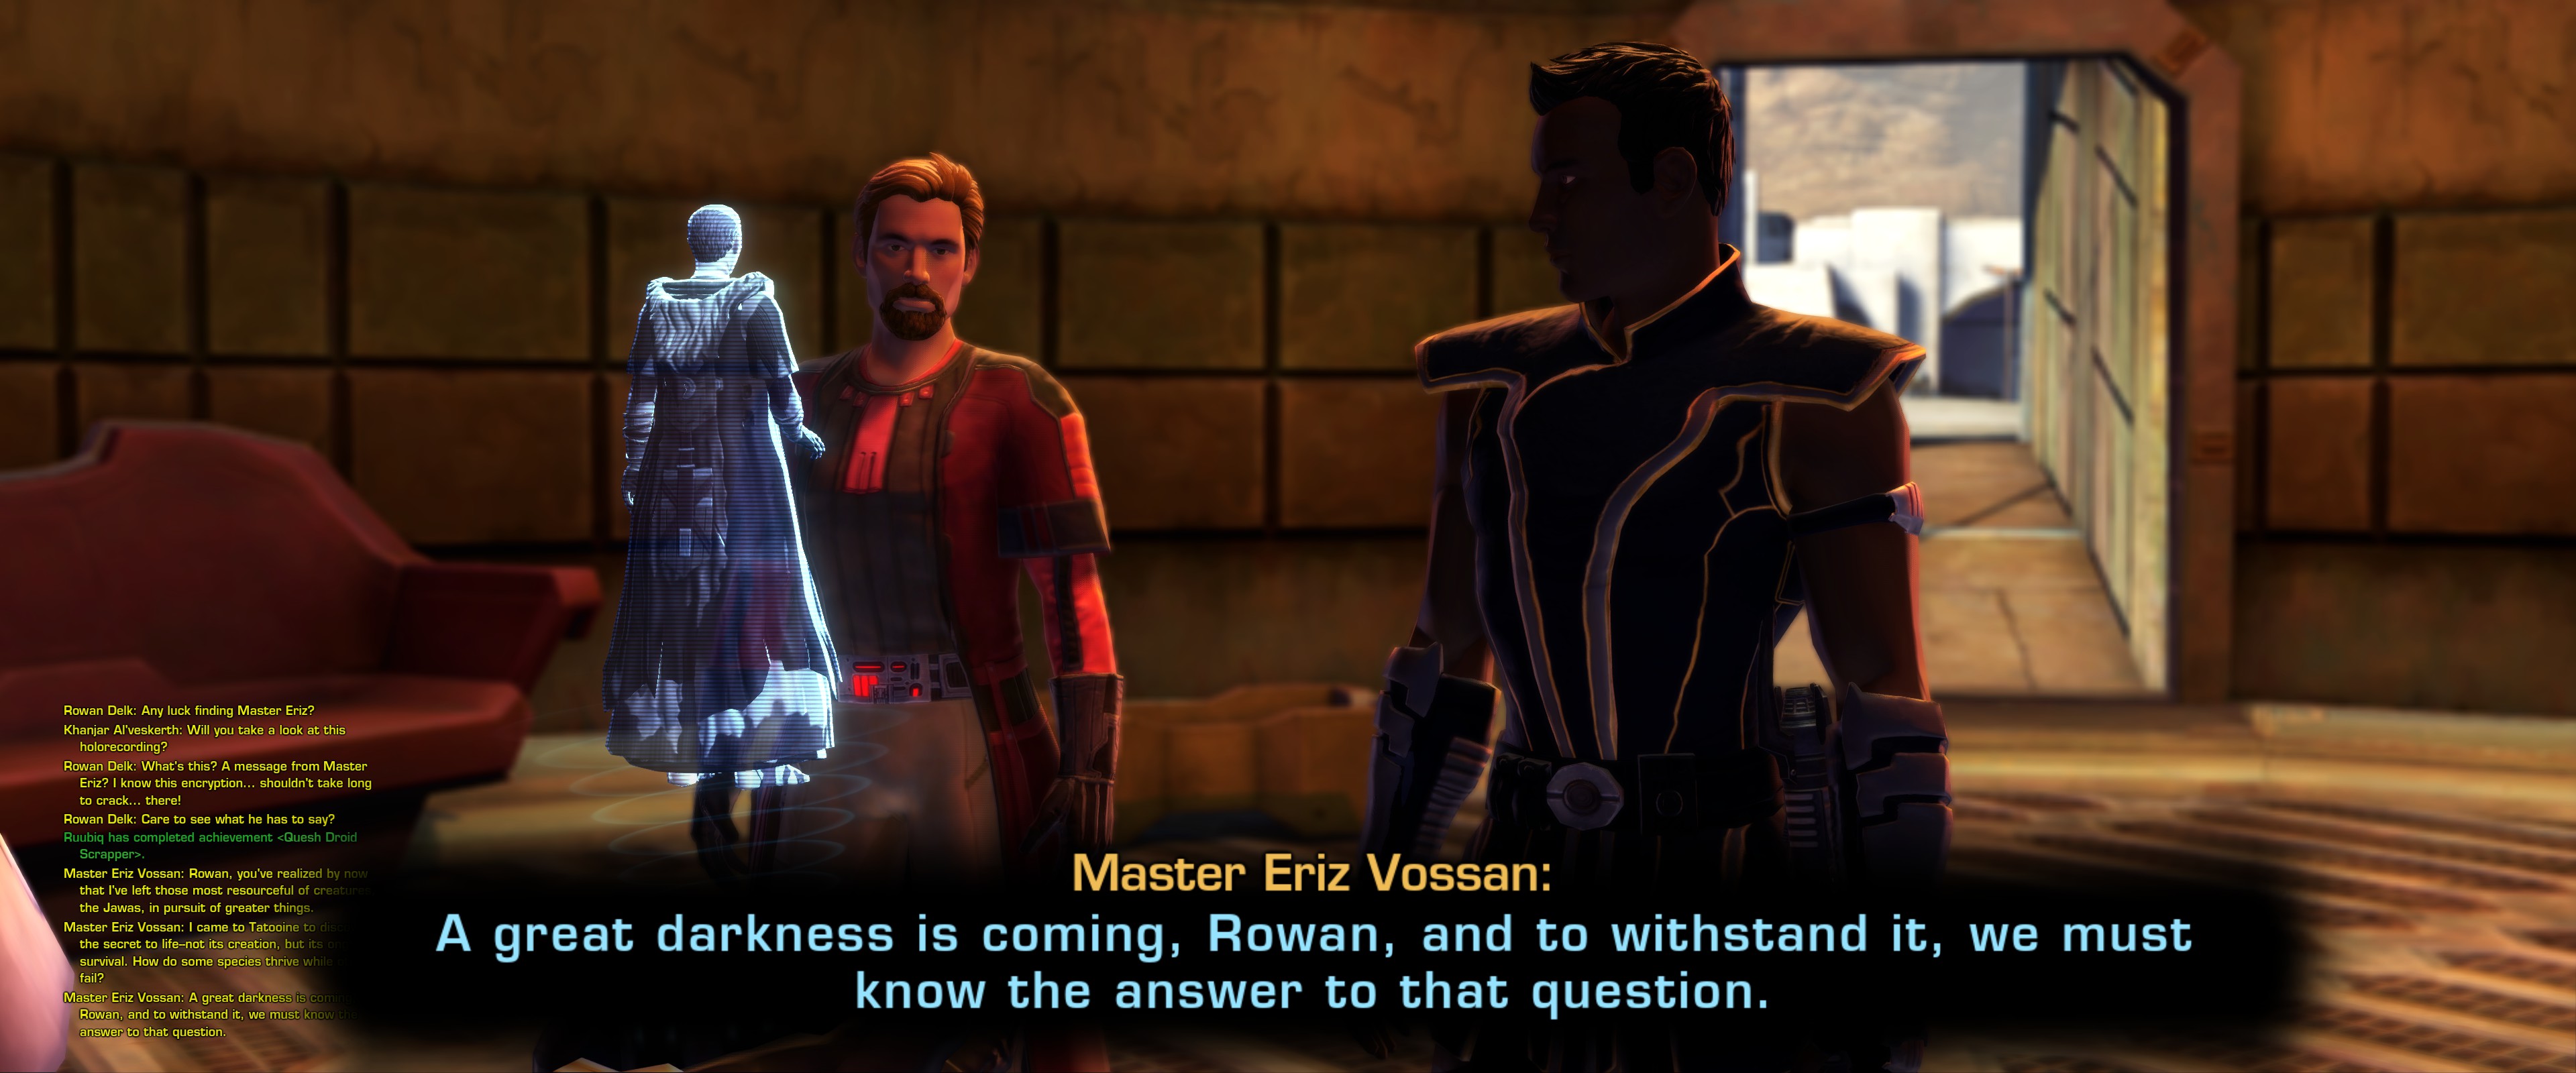 Rowan Delk: Any luck finding Master Eriz?
Khanjar Al'veskerth: Will you take a look at this
holorecording?
Rowan Delk: What's this? A message from Master
Eriz? I know this encryption... shouldn't take long
to crack... there!
Rowan Delk: Care to see what he has to say?
Ruubiq has completed achievement <Quesh Droid
Scrapper>.
Master Eriz Vossan: Rowan, you've realized by now
that I've left those most resourceful of creatures,
the Jawas, in pursuit of greater things.
Master Eriz Vossan: I came to Tatooine to
the secret to life—not its creation, but its
survival. How do some species thrive while
fail?
Master Eriz Vossan: A great darkness is coming,
Rowan, and to withstand it, we must know the
answer to that question.
Master Eriz Vossan:
A great darkness is coming, Rowan, and to withstand it, we must
know the answer to that question.